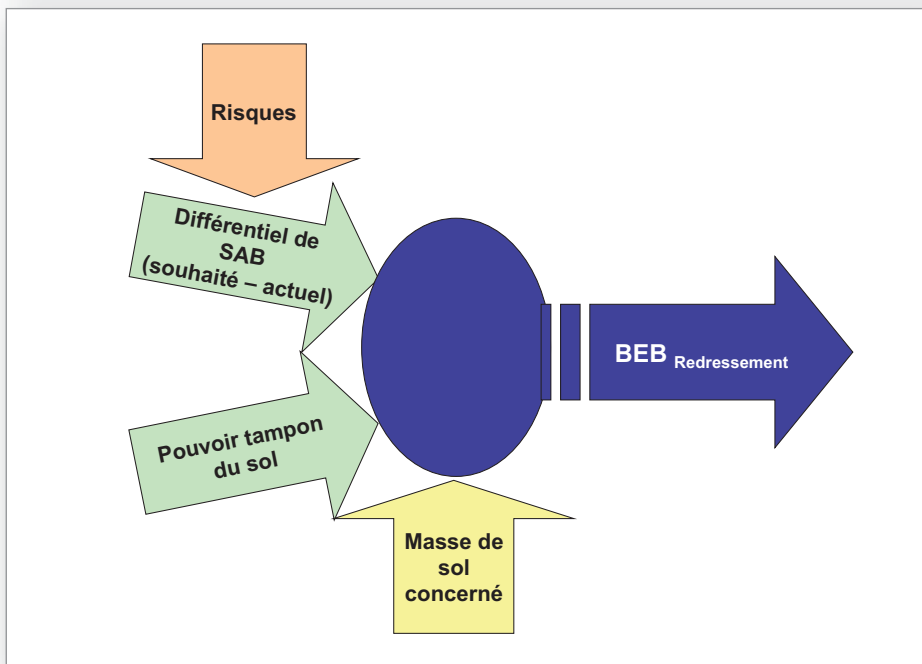 Risques
Différentiel de
SAB
(souhaité – actuel)
BEB Redressement
Pouvoir tampon
du sol
Masse de
sol
concerné